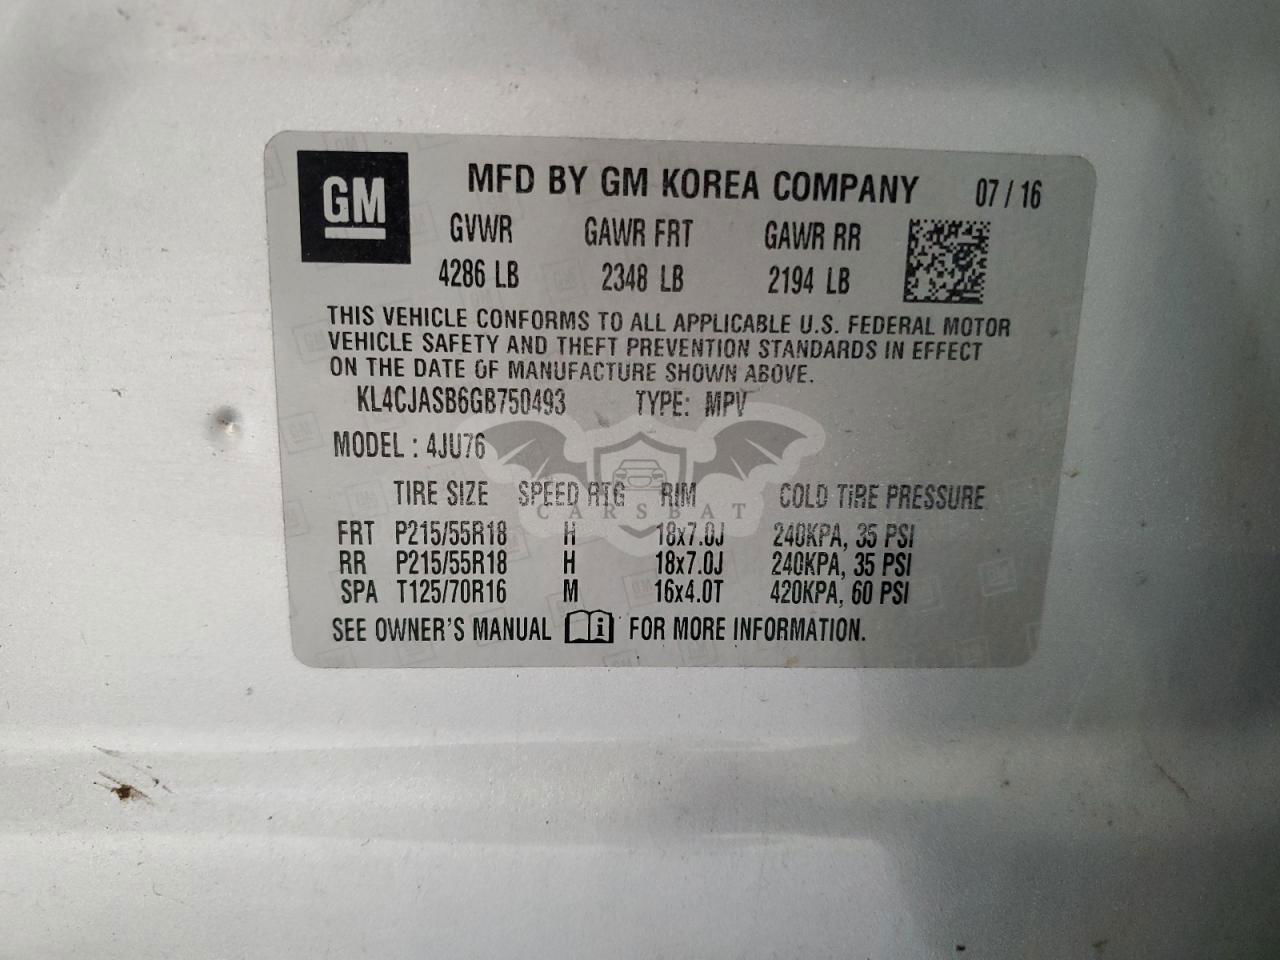 GM
MFD BY GM KOREA COMPANY 07/16
GVWR GAWR FRT GAWR RR
4286 LB 2348 LB 2194 LB
THIS VEHICLE CONFORMS TO ALL APPLICABLE U.S. FEDERAL MOTOR
VEHICLE SAFETY AND THEFT PREVENTION STANDARDS IN EFFECT
ON THE DATE OF MANUFACTURE SHOWN ABOVE.
KL4CJASB6GB750493 TYPE: MPV
MODEL : 4JU76
TIRE SIZE SPEED RTG RIM COLD TIRE PRESSURE
CARSBAT
FRT P215/55R18 H 18x7.0J 240KPA, 35 PSI
RR P215/55R18 H 18x7.0J 240KPA, 35 PSI
SPA T125/70R16 M 16x4.0T 420KPA, 60 PSI
SEE OWNER'S MANUAL i FOR MORE INFORMATION.